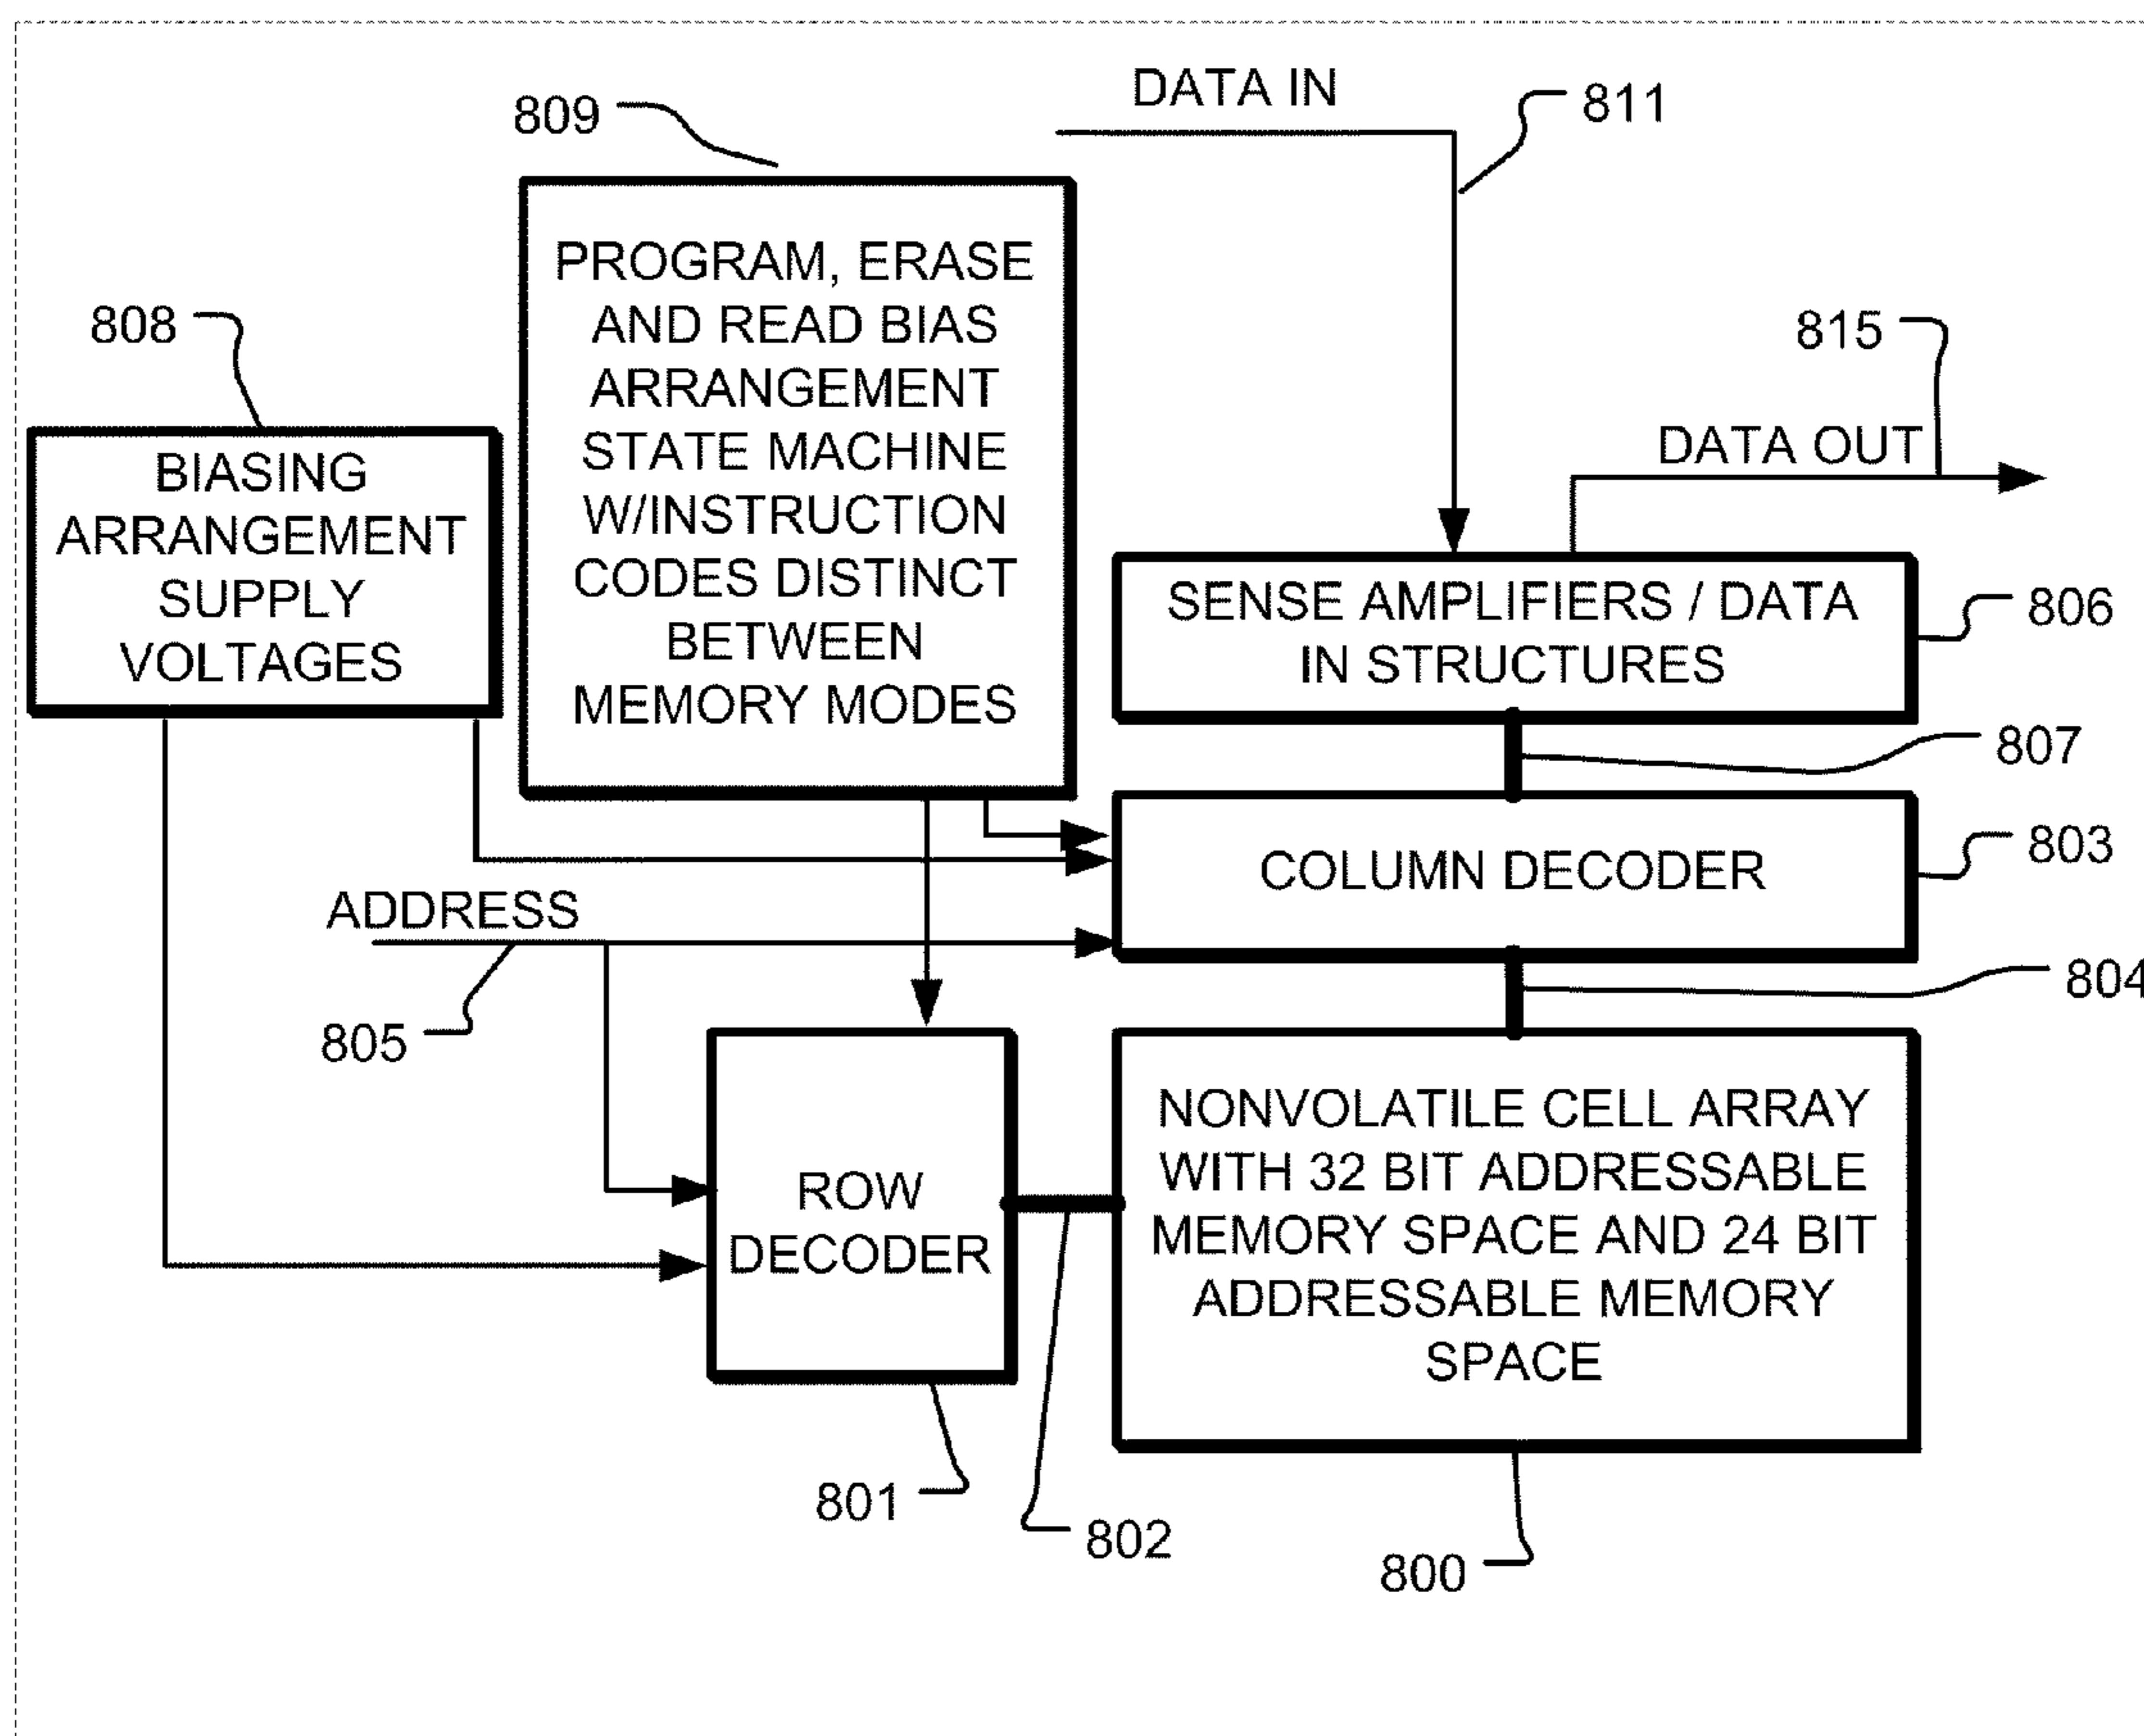 DATA IN
811
809
PROGRAM, ERASE
AND READ BIAS
ARRANGEMENT
STATE MACHINE
W/INSTRUCTION
CODES DISTINCT
BETWEEN
MEMORY MODES
808
BIASING
ARRANGEMENT
SUPPLY
VOLTAGES
815
DATA OUT
SENSE AMPLIFIERS / DATA
IN STRUCTURES
806
807
COLUMN DECODER
803
ADDRESS
805
804
ROW
DECODER
NONVOLATILE CELL ARRAY
WITH 32 BIT ADDRESSABLE
MEMORY SPACE AND 24 BIT
ADDRESSABLE MEMORY
SPACE
801
802
800